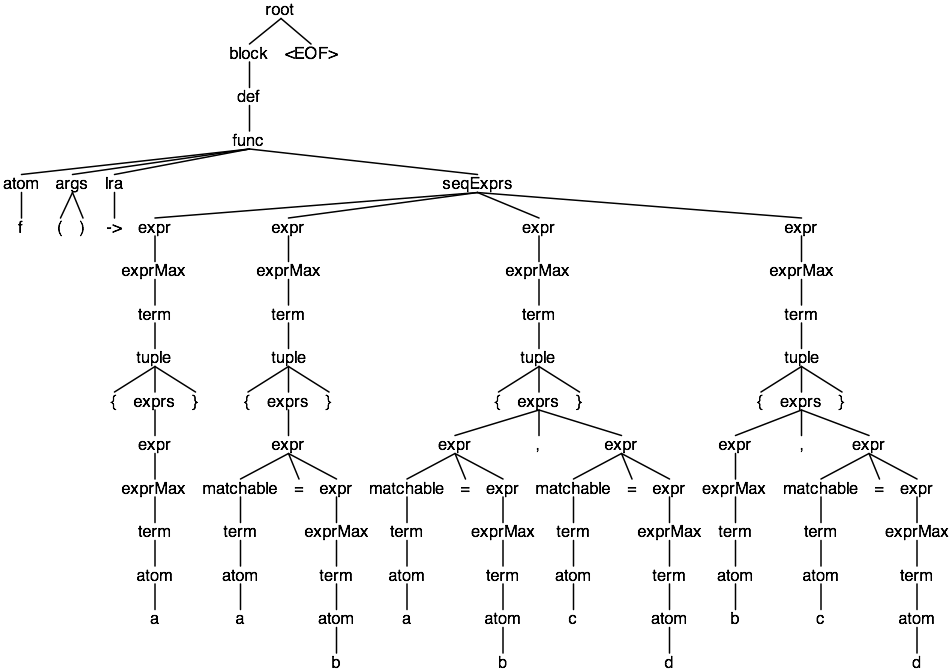 root
block <EOF>
def
func
atom args lra seqExprs
f ( ) -> expr expr expr expr
exprMax exprMax exprMax exprMax
term term term term
tuple tuple tuple tuple
{ exprs } { exprs } { exprs } { exprs }
expr expr expr , expr expr , expr
exprMax matchable = expr matchable = expr matchable = expr exprMax matchable = expr
term term exprMax term exprMax term exprMax term term exprMax
atom atom term atom term atom term atom atom term
a a atom a atom c atom b c atom
b b d d